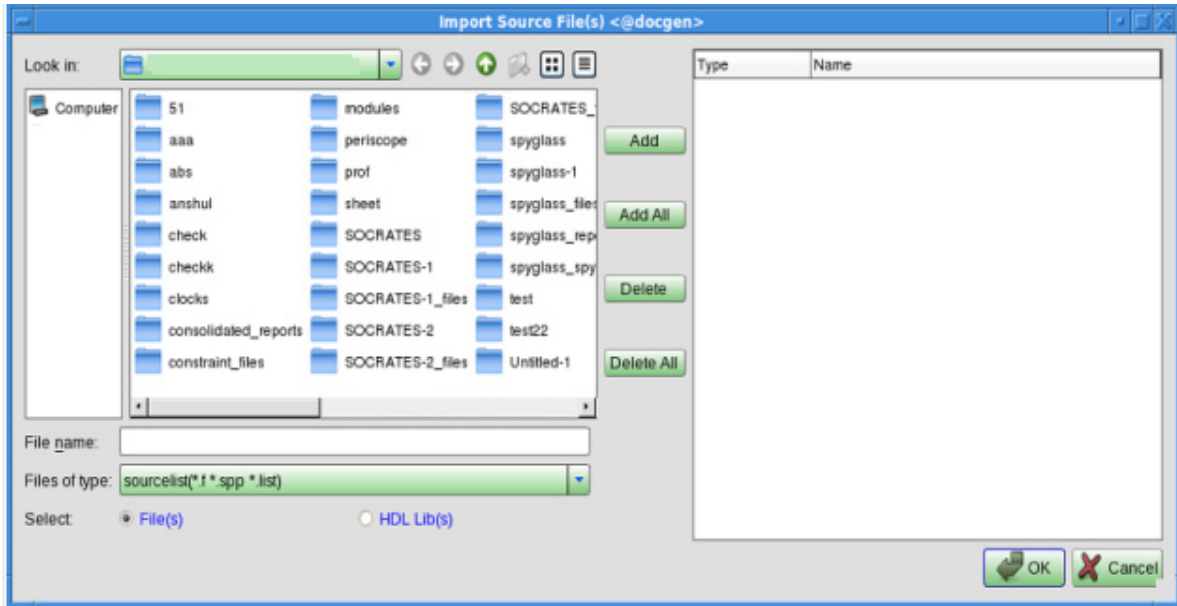 Import Source File(s) <@docgen>
Look in:
Computer
51
aaa
abs
anshul
check
checkk
clocks
consolidated_reports
constraint_files
modules
periscope
prof
sheet
SOCRATES
SOCRATES-1
SOCRATES-1_files
SOCRATES-2
SOCRATES-2_files
SOCRATES_
spyglass
spyglass-1
spyglass_files
spyglass_rep
spyglass_spy
test
test22
Untitled-1
Add
Add All
Delete
Delete All
Type Name
File name:
Files of type: sourcelist(*.f *.spp *.list)
Select: File(s) HDL Lib(s)
OK Cancel